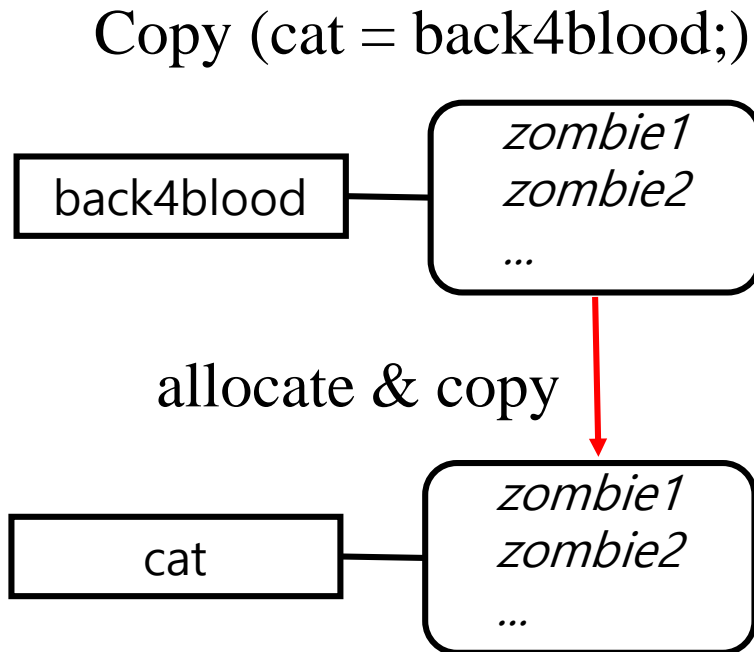 Copy (cat = back4blood;)
zombie1
back4blood
zombie2
...
allocate & copy
zombie1
cat
zombie2
...